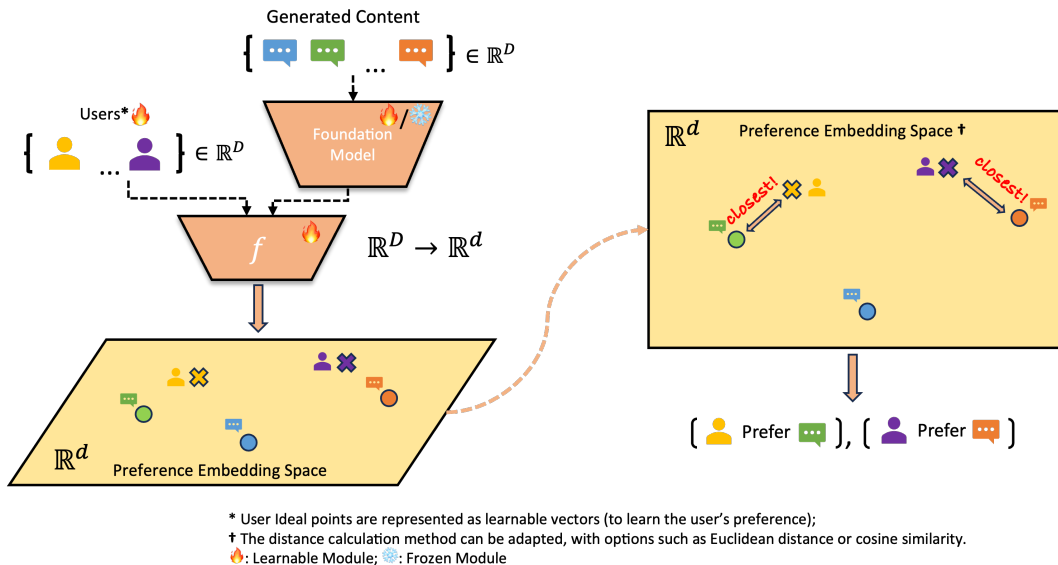 Generated Content
{ ... } ∈ ℝ^D
Users*
{ ... } ∈ ℝ^D
/
Foundation
Model
f
ℝ^D → ℝ^d
ℝ^d
Preference Embedding Space
ℝ^d
Preference Embedding Space †
closest!
closest!
( Prefer ), ( Prefer )
* User Ideal points are represented as learnable vectors (to learn the user's preference);
† The distance calculation method can be adapted, with options such as Euclidean distance or cosine similarity.
: Learnable Module; : Frozen Module